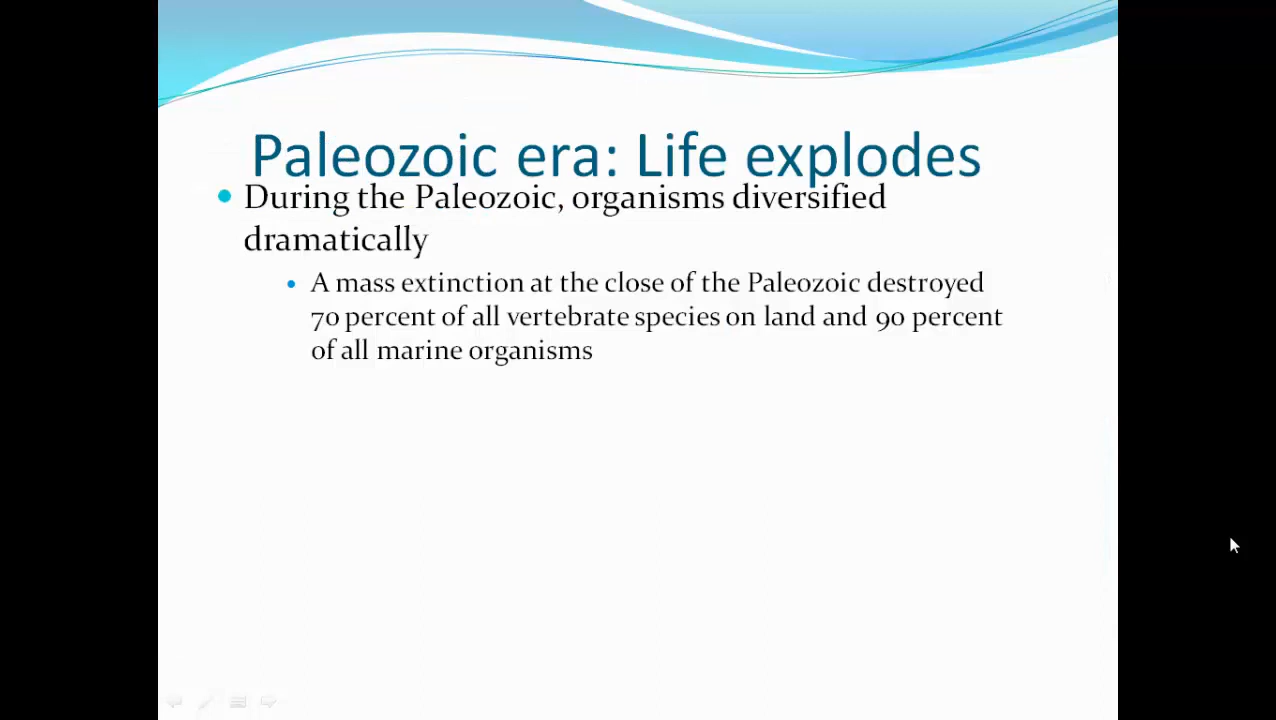 Paleozoic era: Life explodes
• During the Paleozoic, organisms diversified
dramatically
• A mass extinction at the close of the Paleozoic destroyed
70 percent of all vertebrate species on land and 90 percent
of all marine organisms